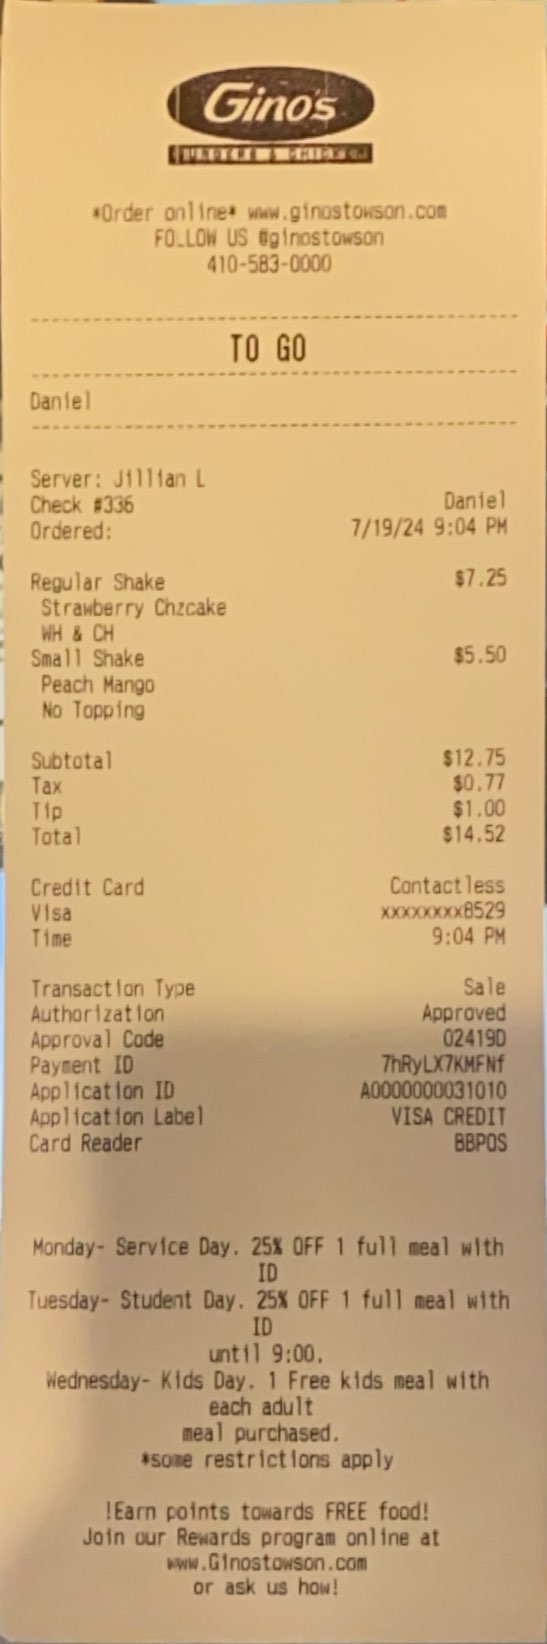 Gino's
BURGERS & CHICKEN
*Order online* www.ginostowson.com
FOLLOW US @ginostowson
410-583-0000
TO GO
Daniel
Server: Jillian L
Check #336 Daniel
Ordered: 7/19/24 9:04 PM
Regular Shake $7.25
Strawberry Chzcake
WH & CH
Small Shake $5.50
Peach Mango
No Topping
Subtotal $12.75
Tax $0.77
Tip $1.00
Total $14.52
Credit Card Contactless
Visa xxxxxxxx8529
Time 9:04 PM
Transaction Type Sale
Authorization Approved
Approval Code 02419D
Payment ID 7hRyLX7KMFNf
Application ID A0000000031010
Application Label VISA CREDIT
Card Reader BBPOS
Monday- Service Day. 25% OFF 1 full meal with
ID
Tuesday- Student Day. 25% OFF 1 full meal with
ID
until 9:00.
Wednesday- Kids Day. 1 Free kids meal with
each adult
meal purchased.
*some restrictions apply
!Earn points towards FREE food!
Join our Rewards program online at
www.Ginostowson.com
or ask us how!